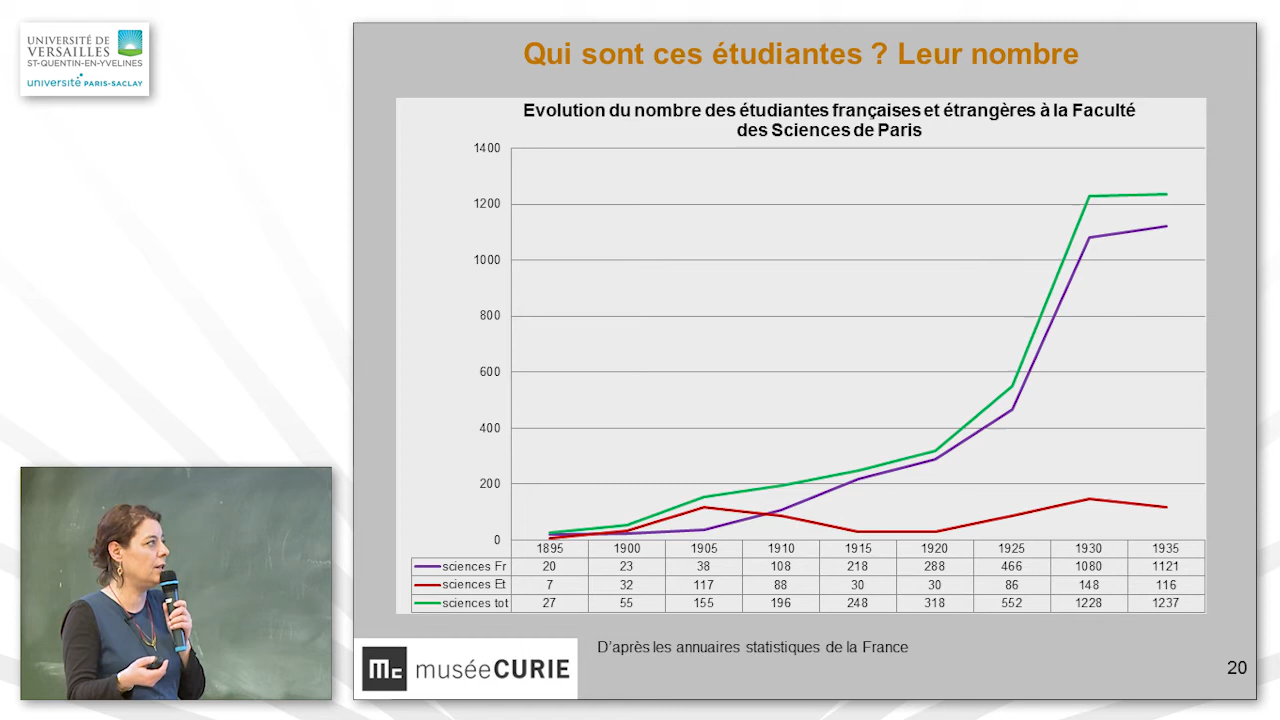 UNIVERSITÉ DE
VERSAILLES
ST-QUENTIN-EN-YVELINES
université PARIS-SACLAY
Qui sont ces étudiantes ? Leur nombre
Evolution du nombre des étudiantes françaises et étrangères à la Faculté
des Sciences de Paris
1400
1200
1000
800
600
400
200
0
1895 1900 1905 1910 1915 1920 1925 1930 1935
sciences Fr 20 23 38 108 218 288 466 1080 1121
sciences Et 7 32 117 88 30 30 86 148 116
sciences tot 27 55 155 196 248 318 552 1228 1237
D'après les annuaires statistiques de la France
Mc muséeCURIE
20